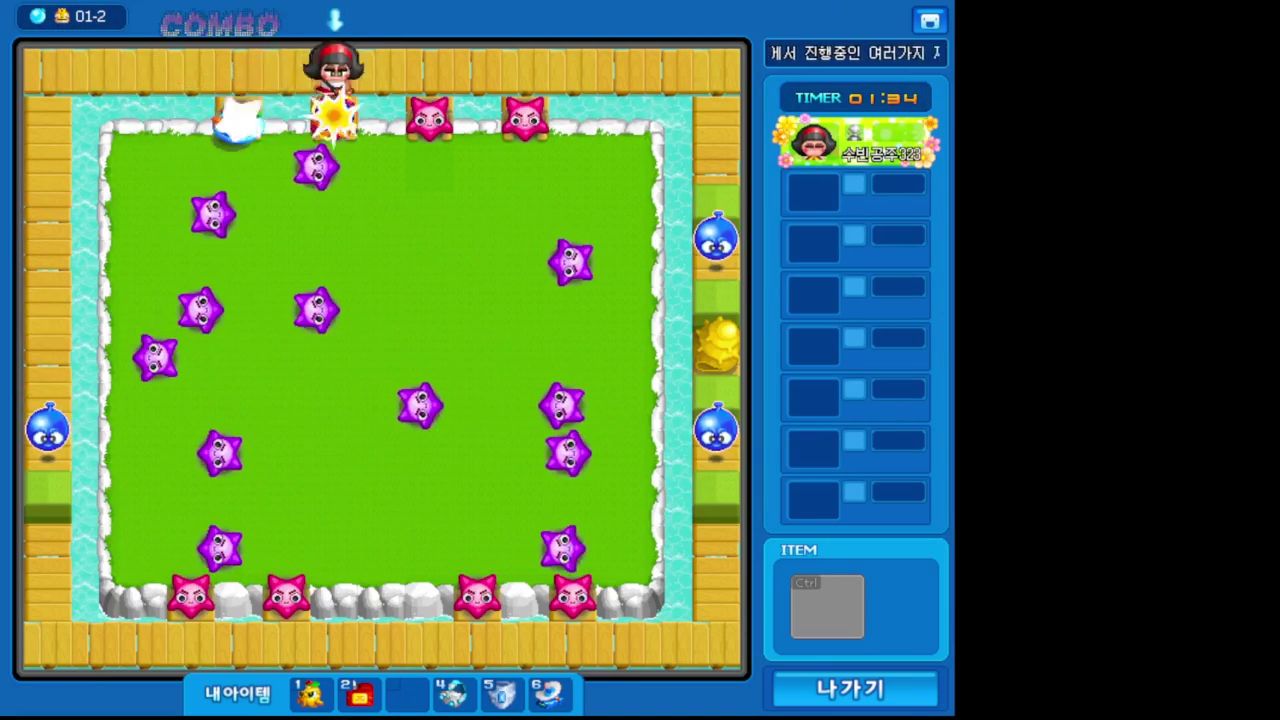 01-2
COMBO
게서 진행중인 여러가지
TIMER 01:34
수빈공주323
ITEM
Ctrl
내아이템
1
2
4
5
6
나가기